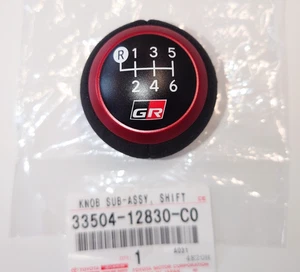 R 1 3 5
2 4 6
GR
KNOB SUB-ASSY, SHIFT
33504-12830-C0
1